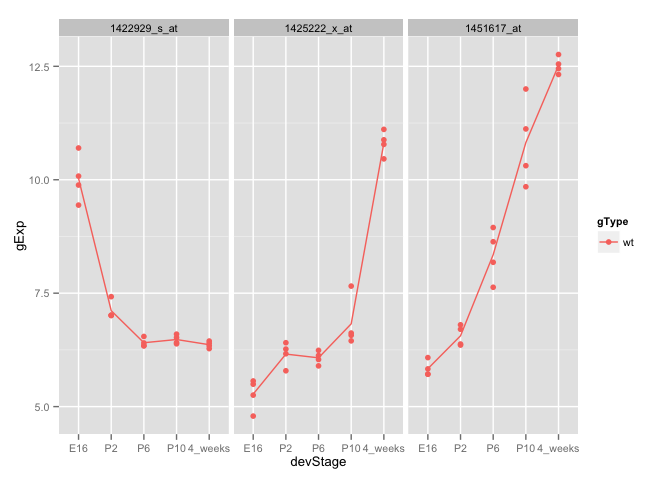 1422929_s_at 1425222_x_at 1451617_at
12.5
10.0
7.5
5.0
gExp
E16 P2 P6 P10 4_weeks E16 P2 P6 P10 4_weeks E16 P2 P6 P10 4_weeks
devStage
gType
wt